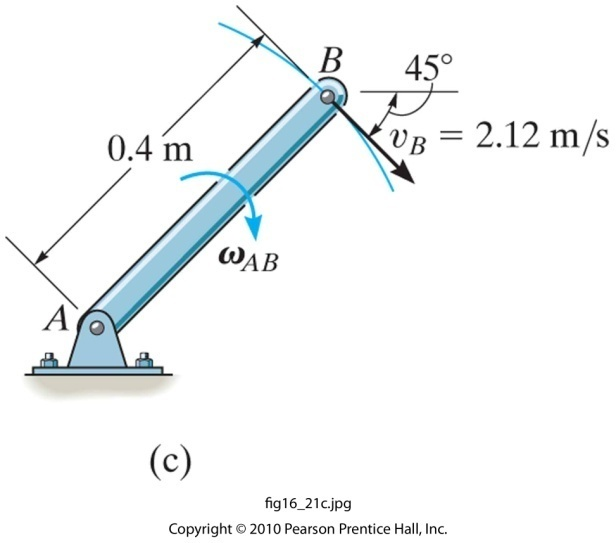 B
45°
0.4 m
v_B = 2.12 m/s
ω_AB
A
(c)
fig16_21c.jpg
Copyright © 2010 Pearson Prentice Hall, Inc.